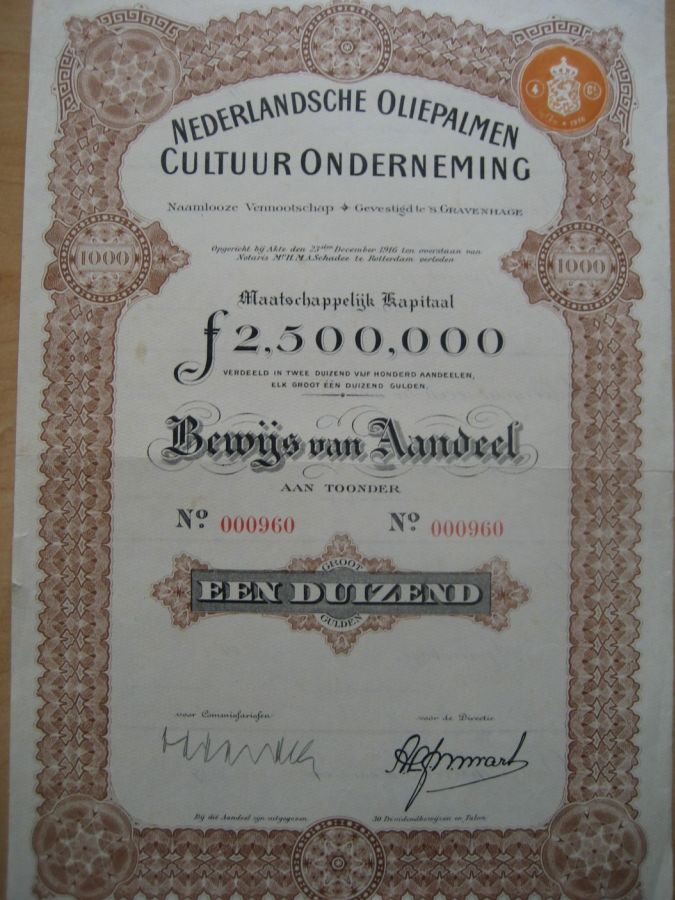 NEDERLANDSCHE OLIEPALMEN
CULTUUR ONDERNEMING
4 Ct
1916
Naamlooze Vennootschap Gevestigd te 's GRAVENHAGE
Opgericht bij Akte den 23sten December 1916 ten overstaan van
Notaris Mr H.M.A. Schadee te Rotterdam verleden
1000 1000
Maatschappelijk Kapitaal
ƒ2,500,000
VERDEELD IN TWEE DUIZEND VIJF HONDERD AANDEELEN,
ELK GROOT EEN DUIZEND GULDEN.
Bewijs van Aandeel
AAN TOONDER
No. 000960 No. 000960
GROOT
EEN DUIZEND
GULDEN
voor Commissarissen voor de Directie
Bij dit Aandeel zijn uitgegeven 30 Dividendbewijzen en Talon.